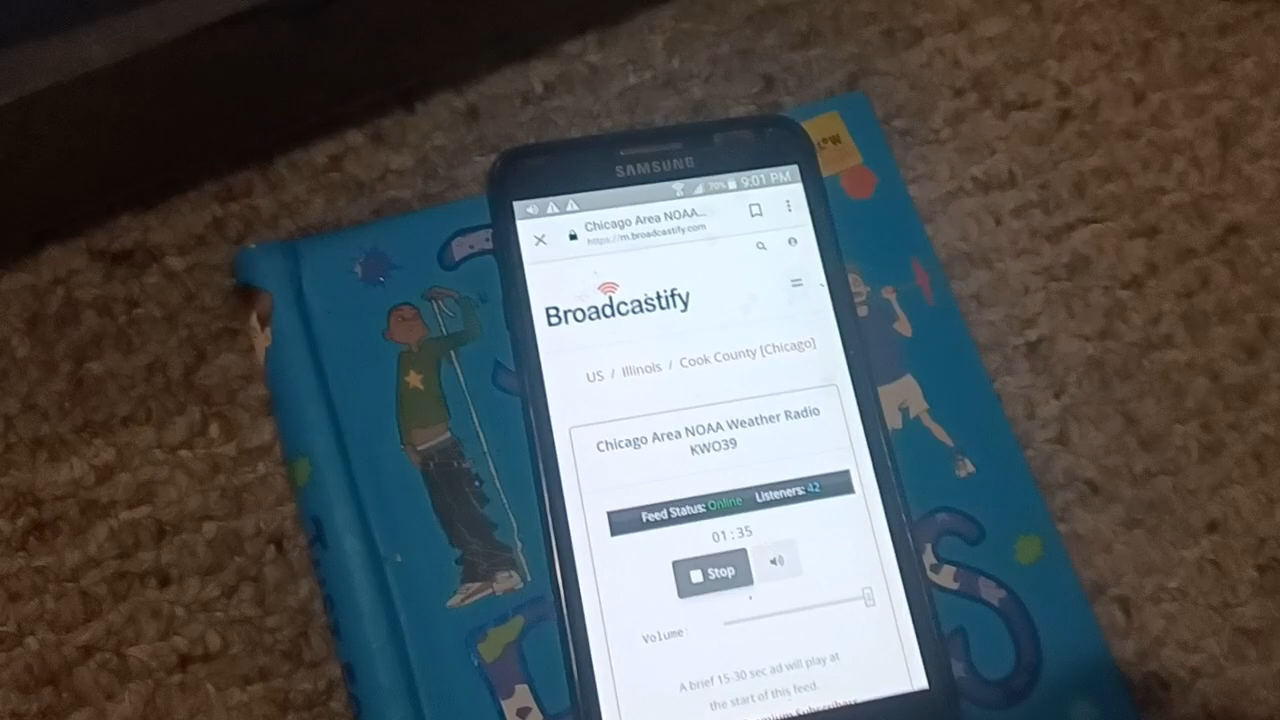 SAMSUNG
70% 9:01 PM
Chicago Area NOAA...
https://m.broadcastify.com
Broadcastify
US / Illinois / Cook County [Chicago]
Chicago Area NOAA Weather Radio
KWO39
Feed Status: Online Listeners: 42
01:35
Stop
Volume
A brief 15-30 sec ad will play at
the start of this feed.